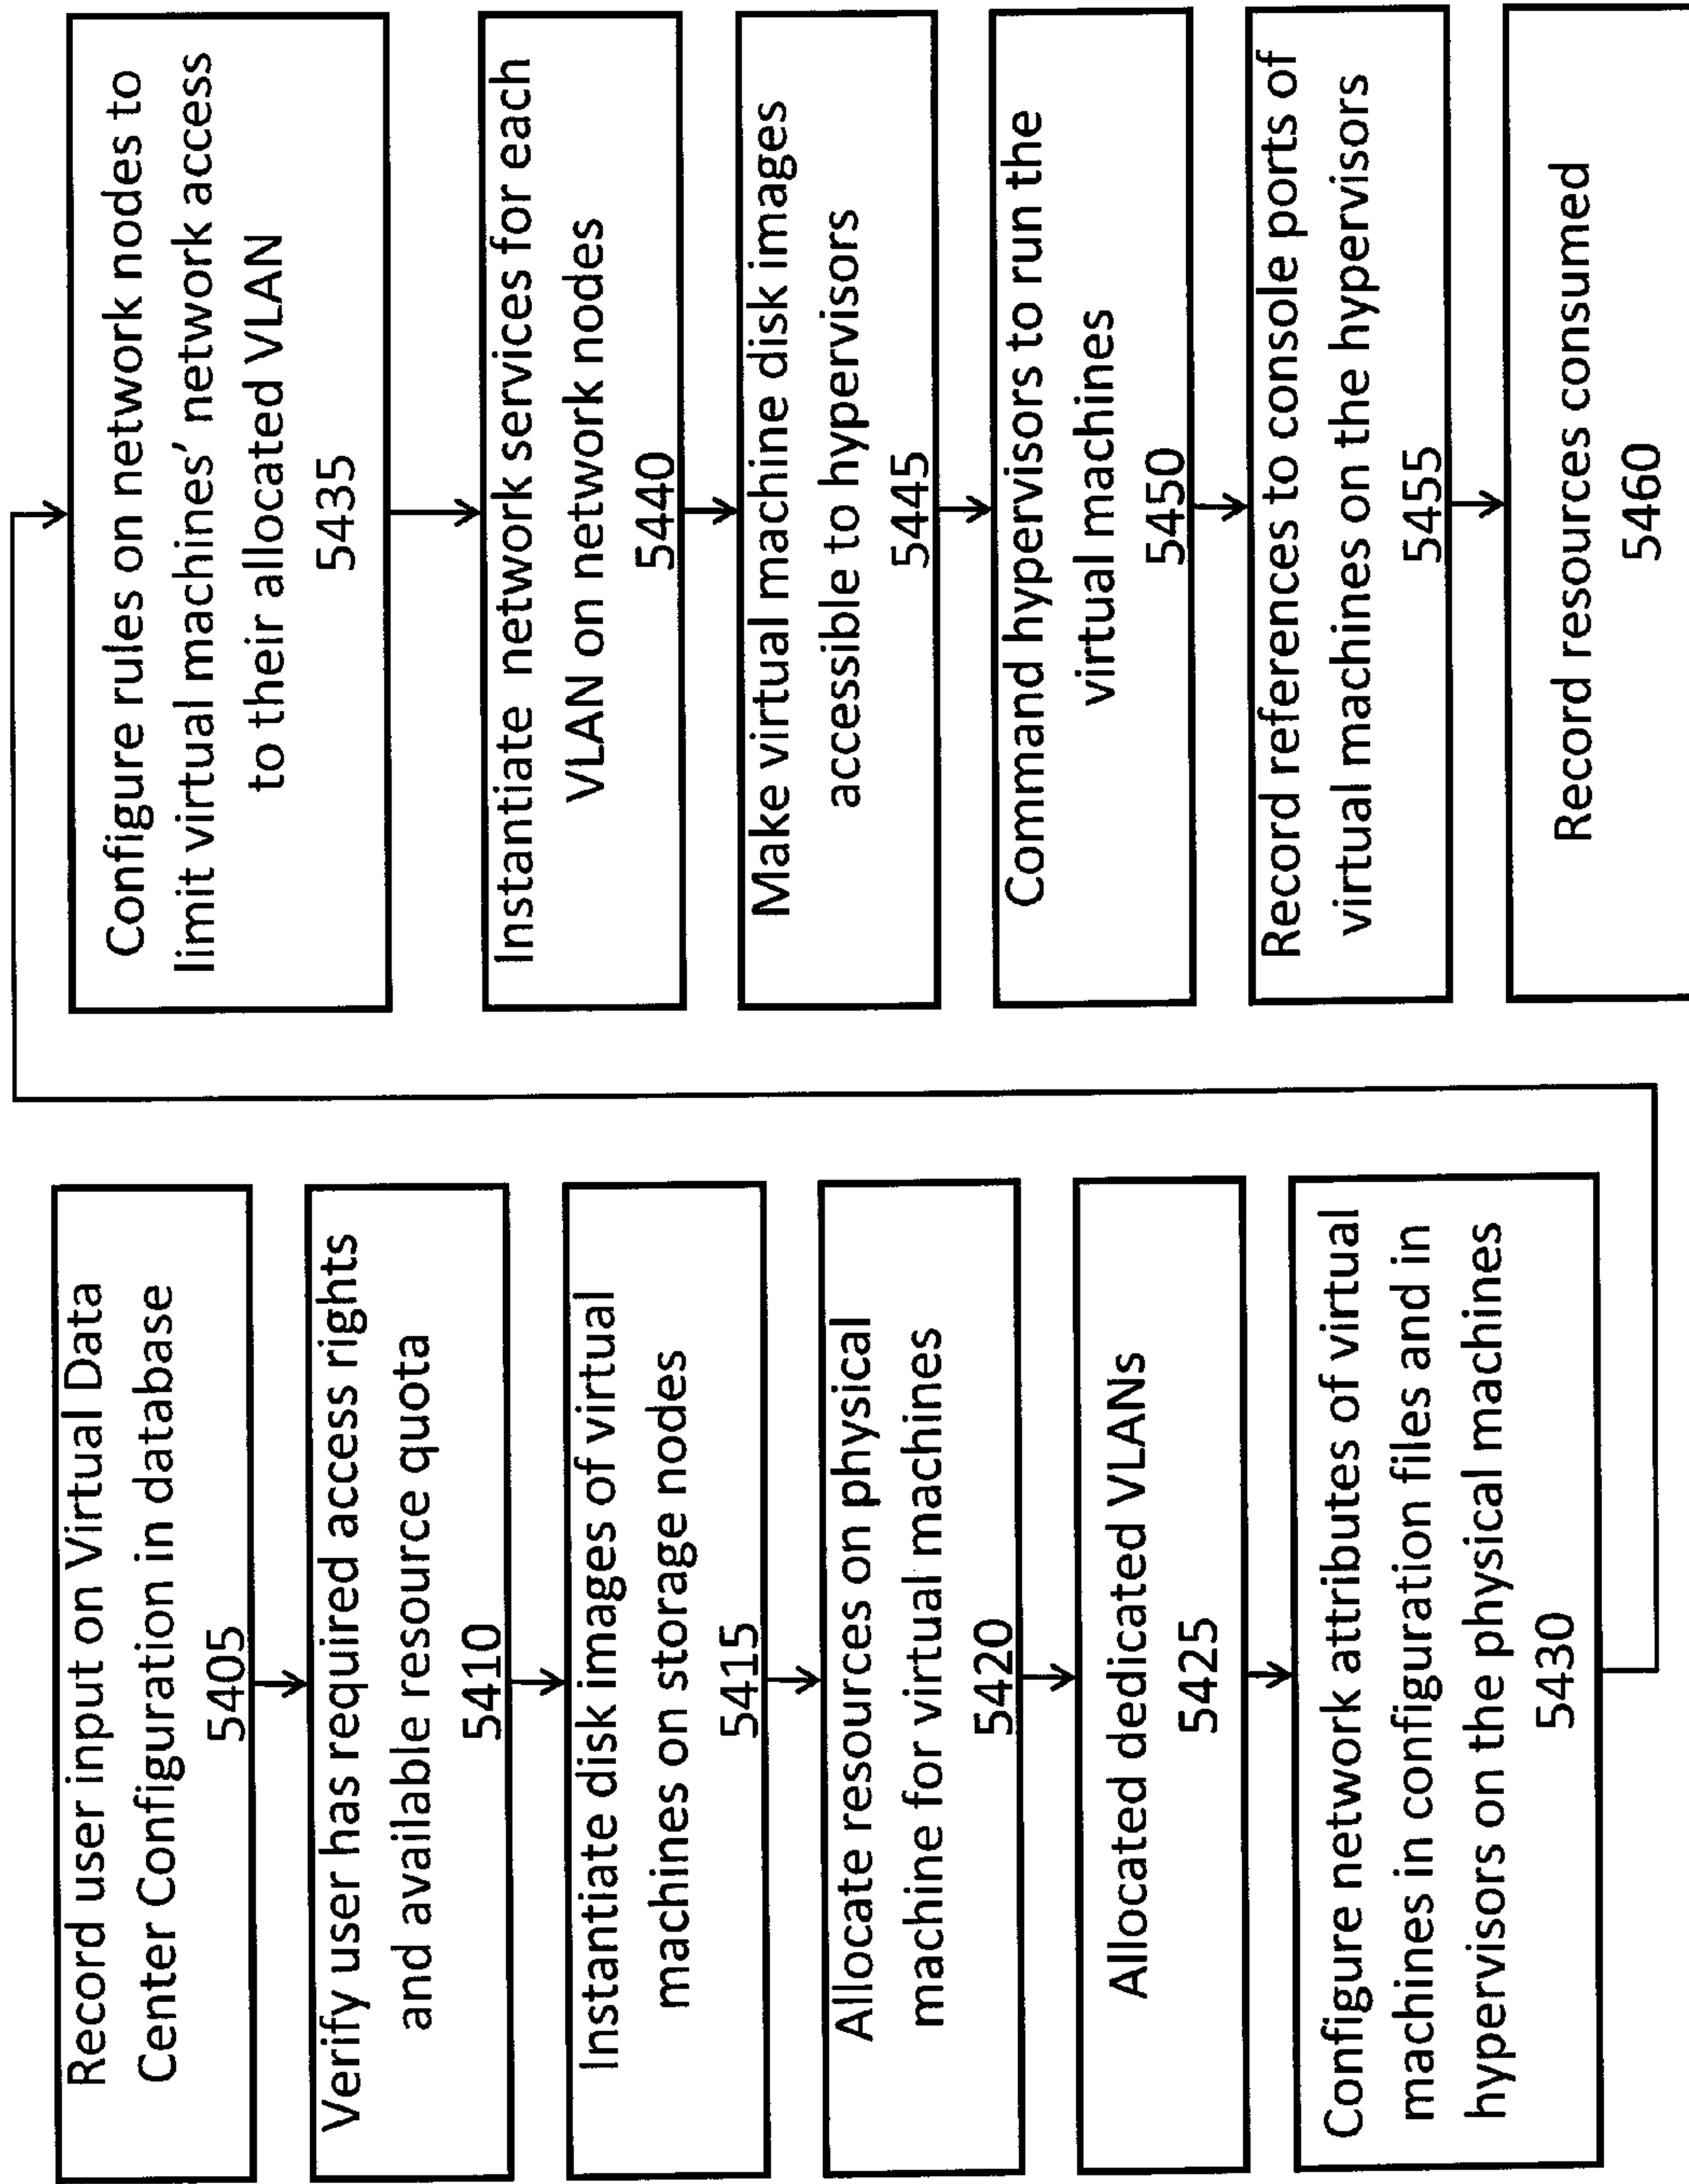 Record user input on Virtual Data
Center Configuration in database
5405
Verify user has required access rights
and available resource quota
5410
Instantiate disk images of virtual
machines on storage nodes
5415
Allocate resources on physical
machine for virtual machines
5420
Allocated dedicated VLANs
5425
Configure network attributes of virtual
machines in configuration files and in
hypervisors on the physical machines
5430
Configure rules on network nodes to
limit virtual machines' network access
to their allocated VLAN
5435
Instantiate network services for each
VLAN on network nodes
5440
Make virtual machine disk images
accessible to hypervisors
5445
Command hypervisors to run the
virtual machines
5450
Record references to console ports of
virtual machines on the hypervisors
5455
Record resources consumed
5460